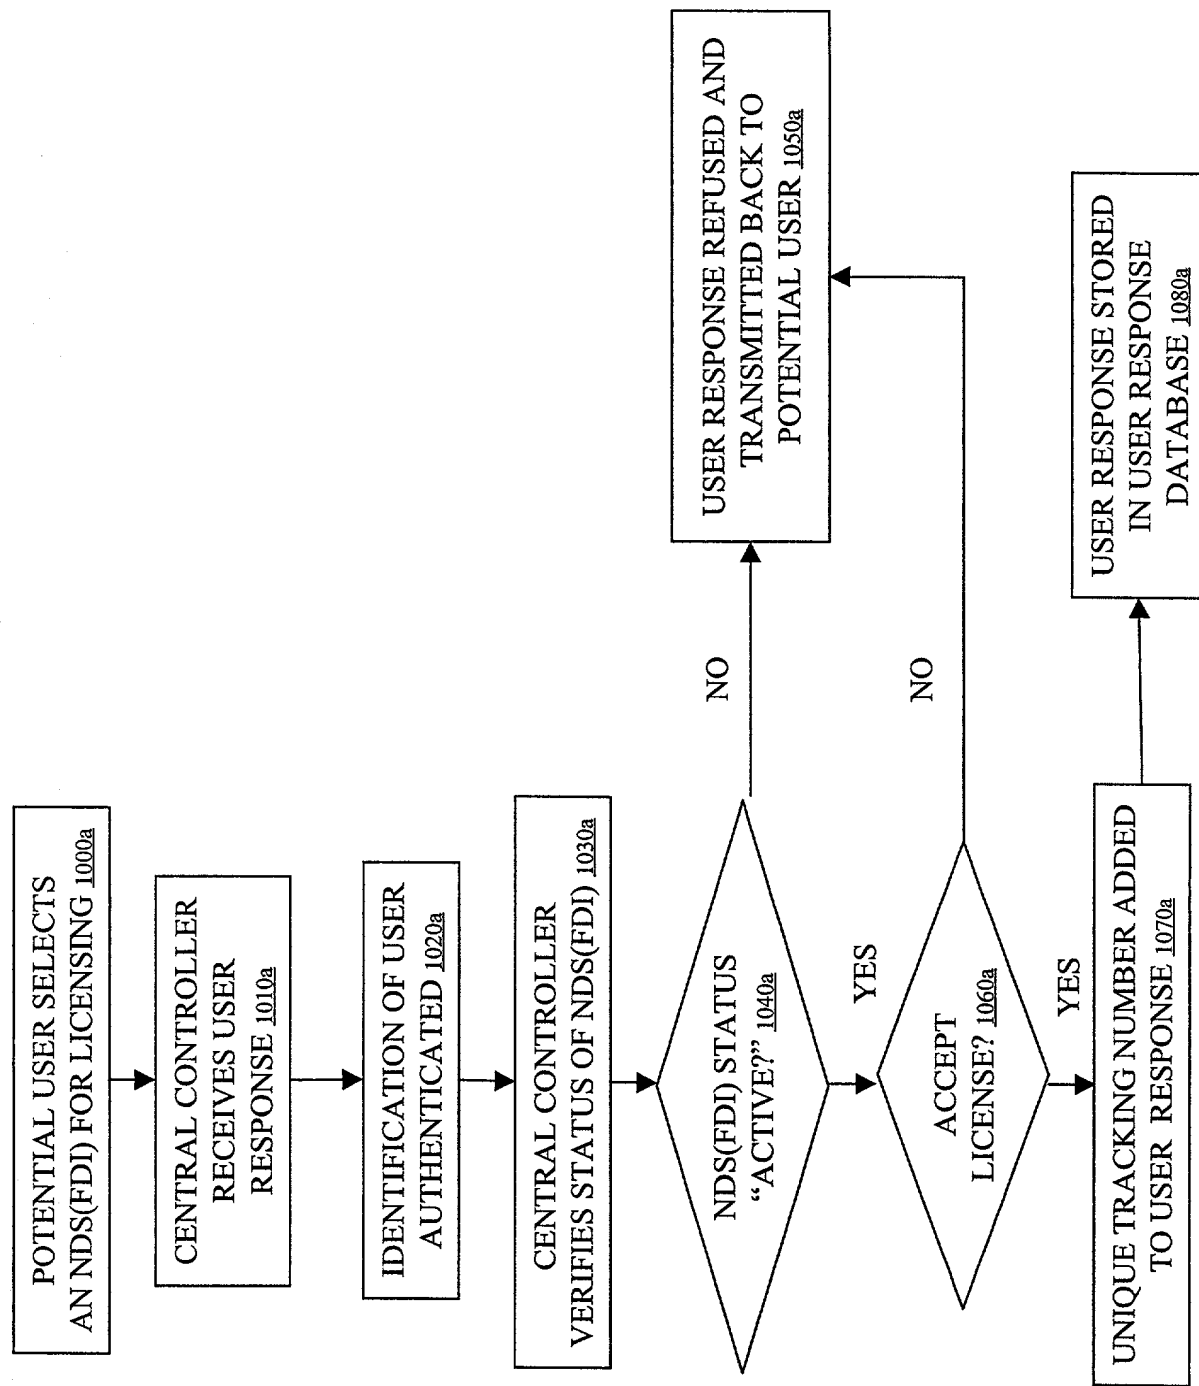 POTENTIAL USER SELECTS
AN NDS(FDI) FOR LICENSING 1000a
CENTRAL CONTROLLER
RECEIVES USER
RESPONSE 1010a
IDENTIFICATION OF USER
AUTHENTICATED 1020a
CENTRAL CONTROLLER
VERIFIES STATUS OF NDS(FDI) 1030a
NDS(FDI) STATUS
“ACTIVE?” 1040a
NO
USER RESPONSE REFUSED AND
TRANSMITTED BACK TO
POTENTIAL USER 1050a
YES
ACCEPT
LICENSE? 1060a
NO
YES
UNIQUE TRACKING NUMBER ADDED
TO USER RESPONSE 1070a
USER RESPONSE STORED
IN USER RESPONSE
DATABASE 1080a